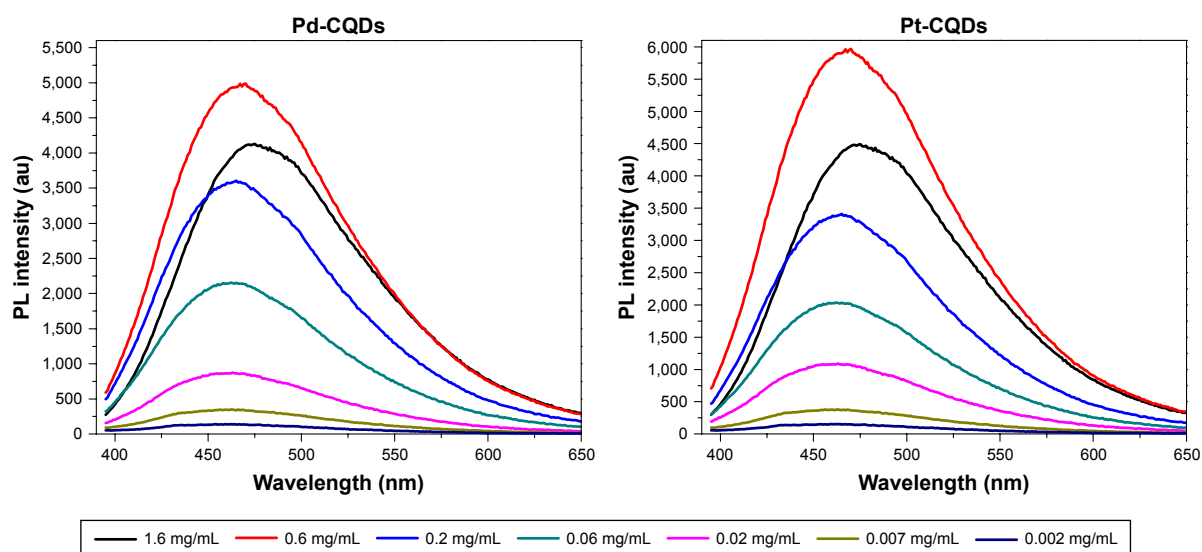 Pd-CQDs
5,500
5,000
4,500
4,000
3,500
3,000
2,500
2,000
1,500
1,000
500
0
PL intensity (au)
400 450 500 550 600 650
Wavelength (nm)
Pt-CQDs
6,000
5,500
5,000
4,500
4,000
3,500
3,000
2,500
2,000
1,500
1,000
500
0
PL intensity (au)
400 450 500 550 600 650
Wavelength (nm)
1.6 mg/mL 0.6 mg/mL 0.2 mg/mL 0.06 mg/mL 0.02 mg/mL 0.007 mg/mL 0.002 mg/mL